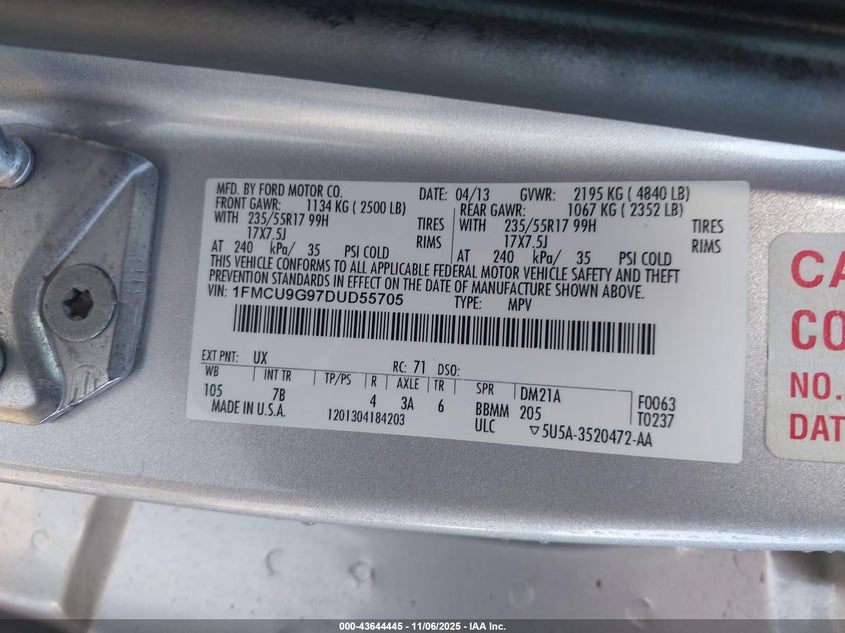 MFD. BY FORD MOTOR CO. DATE: 04/13 GVWR: 2195 KG ( 4840 LB)
FRONT GAWR: 1134 KG ( 2500 LB) REAR GAWR: 1067 KG ( 2352 LB)
WITH 235/55R17 99H TIRES WITH 235/55R17 99H TIRES
17X7.5J RIMS 17X7.5J RIMS
AT 240 kPa/ 35 PSI COLD AT 240 kPa/ 35 PSI COLD
THIS VEHICLE CONFORMS TO ALL APPLICABLE FEDERAL MOTOR VEHICLE SAFETY AND THEFT
PREVENTION STANDARDS IN EFFECT ON THE DATE OF MANUFACTURE SHOWN ABOVE.
VIN: 1FMCU9G97DUD55705 TYPE: MPV
EXT PNT: UX RC: 71 DSO:
WB INT TR TP/PS R AXLE TR SPR DM21A F0063
105 7B 4 3A 6 BBMM 205 T0237
MADE IN U.S.A. 1201304184203 ULC ▽5U5A-3520472-AA
CA
CO
NO.
DAT
000-43644445 - 11/06/2025 - IAA Inc.